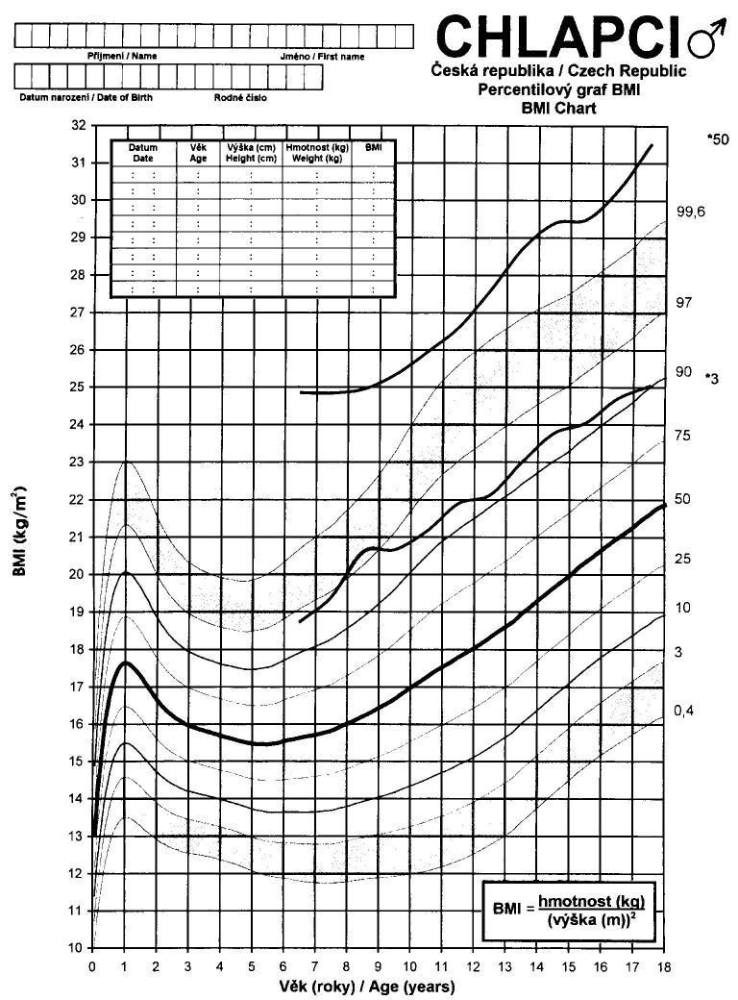 CHLAPCI
Příjmení / Name
Jméno / First name
Česká republika / Czech Republic
Datum narození / Date of Birth
Rodné číslo
Percentilový graf BMI
BMI Chart
Datum Věk Výška (cm) Hmotnost (kg) BMI
Date Age Height (cm) Weight (kg)
: : : : : :
: : : : : :
: : : : : :
: : : : : :
: : : : : :
: : : : : :
: : : : : :
: : : : : :
BMI (kg/m²)
32
31
30
29
28
27
26
25
24
23
22
21
20
19
18
17
16
15
14
13
12
11
10
*50
99,6
97
90
*3
75
50
25
10
3
0,4
BMI = hmotnost (kg)
(výška (m))²
0 1 2 3 4 5 6 7 8 9 10 11 12 13 14 15 16 17 18
Věk (roky) / Age (years)